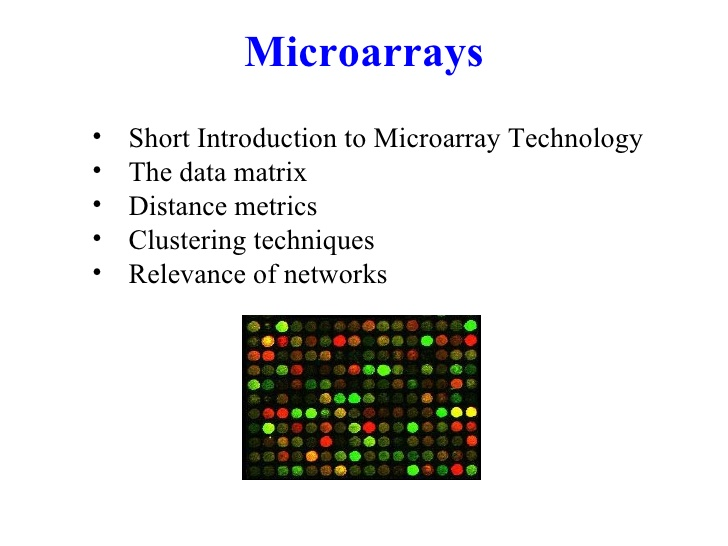 Microarrays
• Short Introduction to Microarray Technology
• The data matrix
• Distance metrics
• Clustering techniques
• Relevance of networks